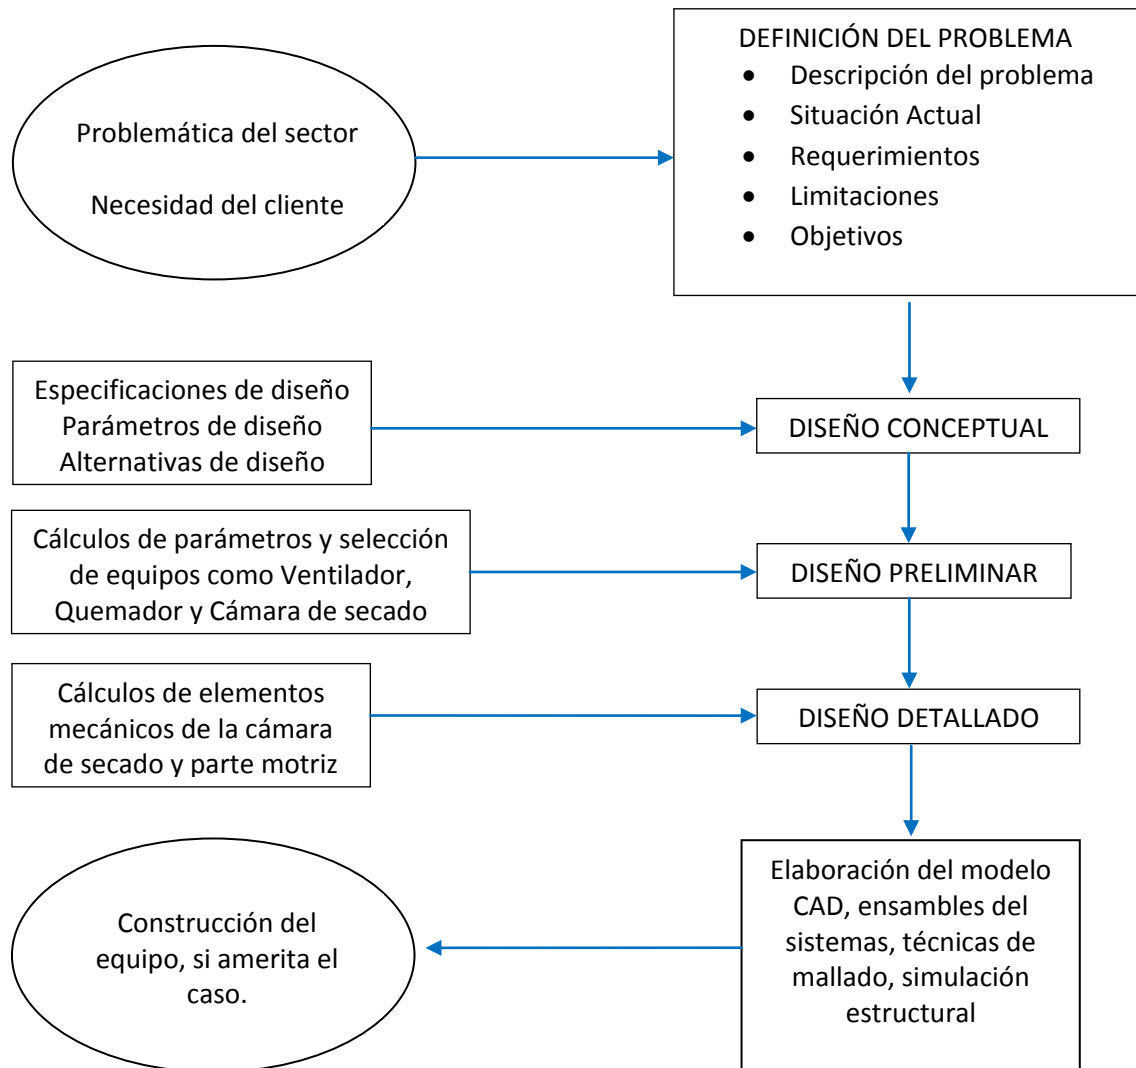 Problemática del sector
Necesidad del cliente
DEFINICIÓN DEL PROBLEMA
• Descripción del problema
• Situación Actual
• Requerimientos
• Limitaciones
• Objetivos
Especificaciones de diseño
Parámetros de diseño
Alternativas de diseño
DISEÑO CONCEPTUAL
Cálculos de parámetros y selección
de equipos como Ventilador,
Quemador y Cámara de secado
DISEÑO PRELIMINAR
Cálculos de elementos
mecánicos de la cámara
de secado y parte motriz
DISEÑO DETALLADO
Elaboración del modelo
CAD, ensambles del
sistemas, técnicas de
mallado, simulación
estructural
Construcción del
equipo, si amerita el
caso.